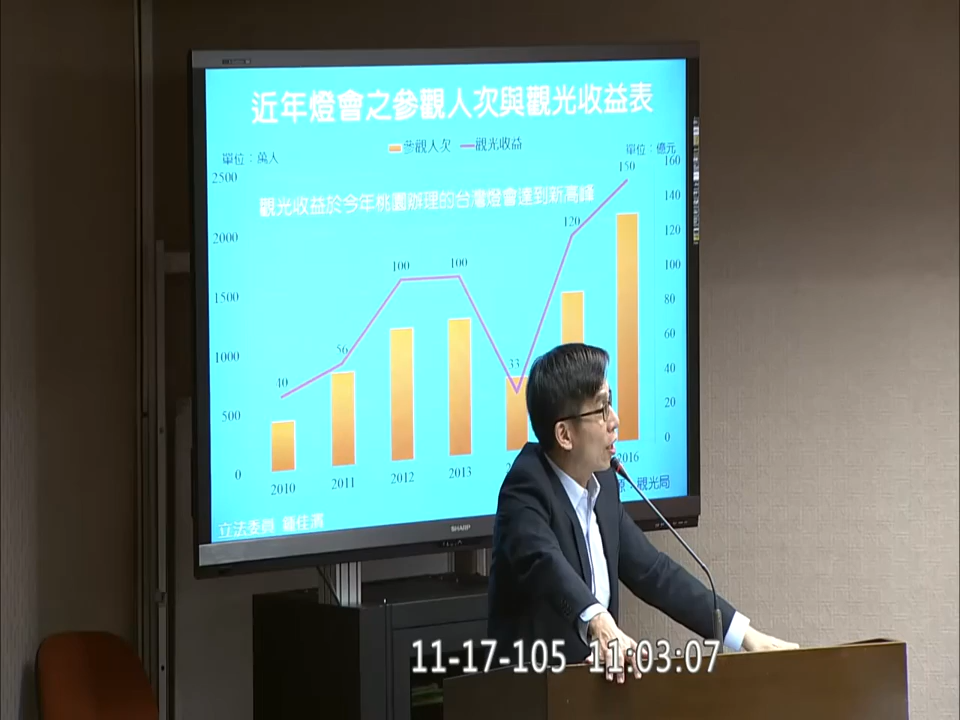 近年燈會之參觀人次與觀光收益表
參觀人次 觀光收益
單位：萬人 單位：億元
觀光收益於今年桃園辦理的台灣燈會達到新高峰
2500
2000
1500
1000
500
0
160
140
120
100
80
60
40
20
0
40
56
100
100
33
120
150
2010 2011 2012 2013 2016
：觀光局
立法委員 鍾佳濱
SHARP
11-17-105 11:03:07